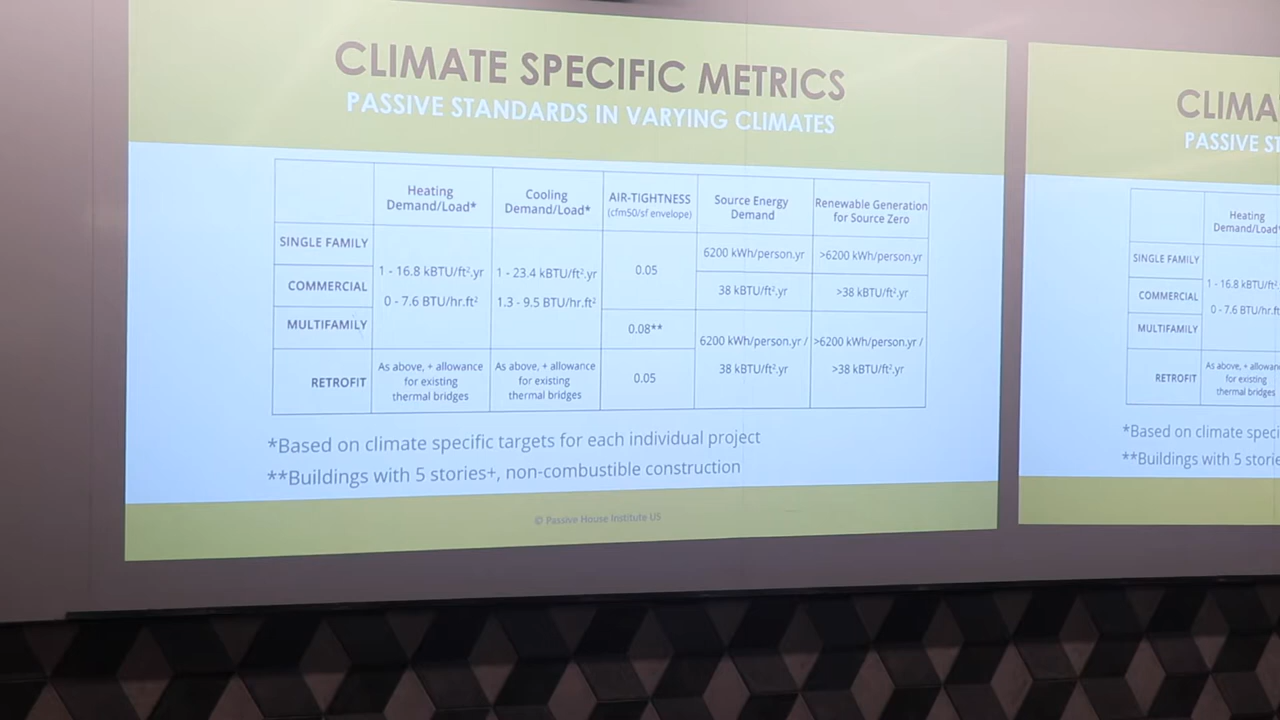 CLIMATE SPECIFIC METRICS
PASSIVE STANDARDS IN VARYING CLIMATES
Heating Demand/Load*
Cooling Demand/Load*
AIR-TIGHTNESS (cfm50/sf envelope)
Source Energy Demand
Renewable Generation for Source Zero
SINGLE FAMILY
COMMERCIAL
MULTIFAMILY
RETROFIT
1 - 16.8 kBTU/ft².yr
0 - 7.6 BTU/hr.ft²
1 - 23.4 kBTU/ft².yr
1.3 - 9.5 BTU/hr.ft²
0.05
0.08**
6200 kWh/person.yr
>6200 kWh/person.yr
38 kBTU/ft².yr
>38 kBTU/ft².yr
6200 kWh/person.yr /
38 kBTU/ft².yr
>6200 kWh/person.yr /
>38 kBTU/ft².yr
As above, + allowance
for existing
thermal bridges
As above, + allowance
for existing
thermal bridges
0.05
*Based on climate specific targets for each individual project
**Buildings with 5 stories+, non-combustible construction
© Passive House Institute US
CLIMA
PASSIVE ST
Heating
Demand/Load*
SINGLE FAMILY
COMMERCIAL
MULTIFAMILY
RETROFIT
1 - 16.8 kBTU/ft².
0 - 7.6 BTU/hr.ft
As above, + allowan
for existing
thermal bridges
*Based on climate speci
**Buildings with 5 storie